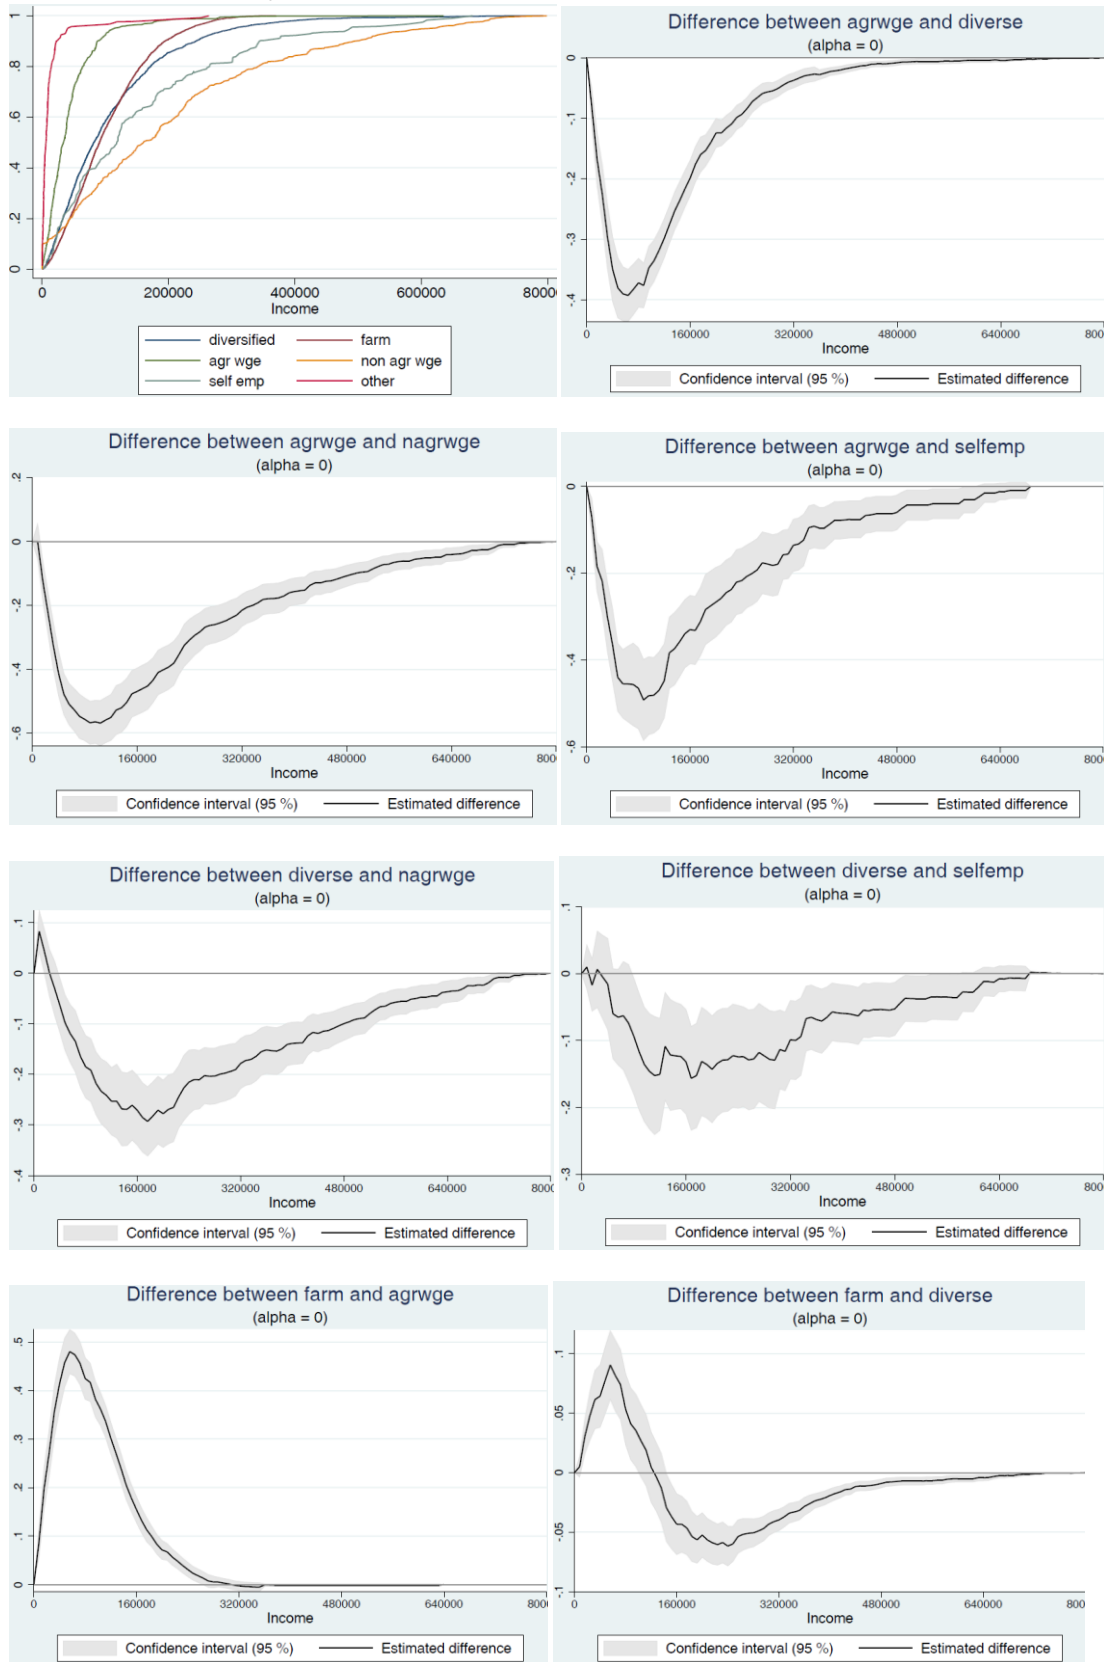 1
.8
.6
.4
.2
0
0 200000 400000 600000 80000
Income
diversified farm
agr wge non agr wge
self emp other
Difference between agrwge and diverse
(alpha = 0)
0
-.1
-.2
-.3
-.4
0 160000 320000 480000 640000 8000
Income
Confidence interval (95 %) Estimated difference
Difference between agrwge and nagrwge
(alpha = 0)
.2
0
-.2
-.4
-.6
0 160000 320000 480000 640000 8000
Income
Confidence interval (95 %) Estimated difference
Difference between agrwge and selfemp
(alpha = 0)
0
-.2
-.4
-.6
0 160000 320000 480000 640000 8000
Income
Confidence interval (95 %) Estimated difference
Difference between diverse and nagrwge
(alpha = 0)
.1
0
-.1
-.2
-.3
-.4
0 160000 320000 480000 640000 8000
Income
Confidence interval (95 %) Estimated difference
Difference between diverse and selfemp
(alpha = 0)
.1
0
-.1
-.2
-.3
0 160000 320000 480000 640000 8000
Income
Confidence interval (95 %) Estimated difference
Difference between farm and agrwge
(alpha = 0)
.5
.4
.3
.2
.1
0
0 160000 320000 480000 640000 8000
Income
Confidence interval (95 %) Estimated difference
Difference between farm and diverse
(alpha = 0)
.1
.05
0
-.05
-.1
0 160000 320000 480000 640000 8000
Income
Confidence interval (95 %) Estimated difference